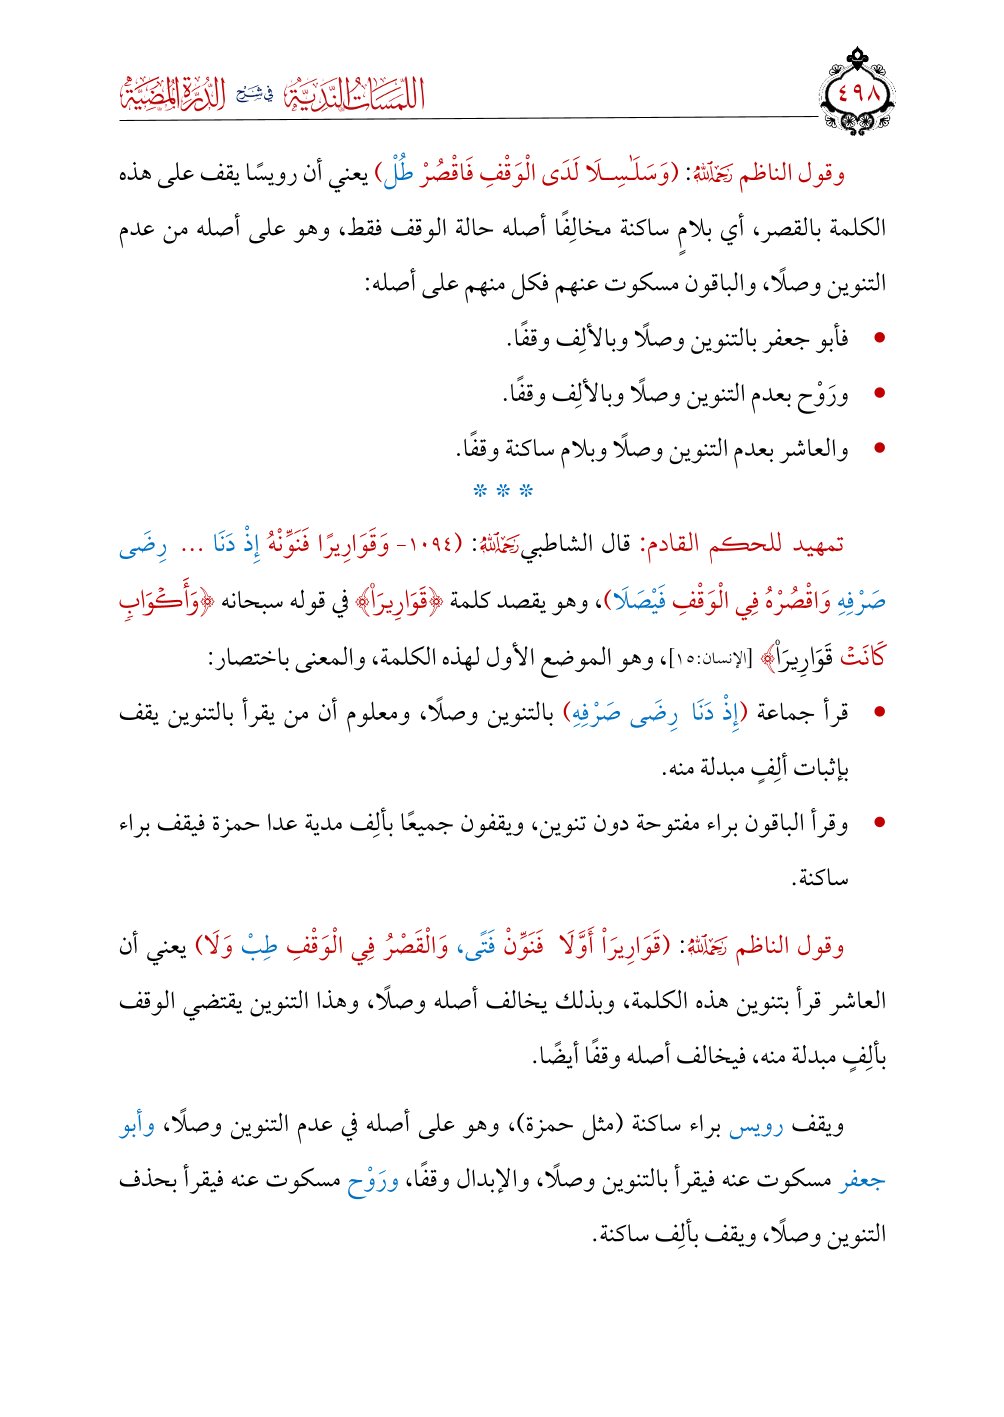 اللمسات الندية في شرح الدرة المضية
٤٩٨
وقول الناظم رَحِمَهُ ٱللَّهُ: (وَسَلَـٰسِـلَا لَدَى الْوَقْفِ فَاقْصُرْ طُلْ) يعني أن رويسًا يقف على هذه
الكلمة بالقصر، أي بلامٍ ساكنة مخالِفًا أصله حالة الوقف فقط، وهو على أصله من عدم
التنوين وصلًا، والباقون مسكوت عنهم فكل منهم على أصله:
• فأبو جعفر بالتنوين وصلًا وبالألِف وقفًا.
• ورَوْح بعدم التنوين وصلًا وبالألِف وقفًا.
• والعاشر بعدم التنوين وصلًا وبلام ساكنة وقفًا.
* * *
تمهيد للحكم القادم: قال الشاطبي رَحِمَهُ ٱللَّهُ: (١٠٩٤- وَقَوَارِيرًا فَنَوِّنْهُ إِذْ دَنَا ... رِضَى
صَرْفِهِ وَاقْصُرْهُ فِي الْوَقْفِ فَيْصَلَا)، وهو يقصد كلمة ﴿قَوَارِيرَا۠﴾ في قوله سبحانه ﴿وَأَكْوَابٖ
كَانَتْ قَوَارِيرَا۠﴾ [الإنسان:١٥]، وهو الموضع الأول لهذه الكلمة، والمعنى باختصار:
• قرأ جماعة (إِذْ دَنَا رِضَى صَرْفِهِ) بالتنوين وصلًا، ومعلوم أن من يقرأ بالتنوين يقف
بإثبات ألِفٍ مبدلة منه.
• وقرأ الباقون براء مفتوحة دون تنوين، ويقفون جميعًا بألِف مدية عدا حمزة فيقف براء
ساكنة.
وقول الناظم رَحِمَهُ ٱللَّهُ: (قَوَارِيرَا۠ أَوَّلَا فَنَوِّنْ فَتًى، وَالْقَصْرُ فِي الْوَقْفِ طِبْ وَلَا) يعني أن
العاشر قرأ بتنوين هذه الكلمة، وبذلك يخالف أصله وصلًا، وهذا التنوين يقتضي الوقف
بألِفٍ مبدلة منه، فيخالف أصله وقفًا أيضًا.
ويقف رويس براء ساكنة (مثل حمزة)، وهو على أصله في عدم التنوين وصلًا، وأبو
جعفر مسكوت عنه فيقرأ بالتنوين وصلًا، والإبدال وقفًا، ورَوْح مسكوت عنه فيقرأ بحذف
التنوين وصلًا، ويقف بألِف ساكنة.